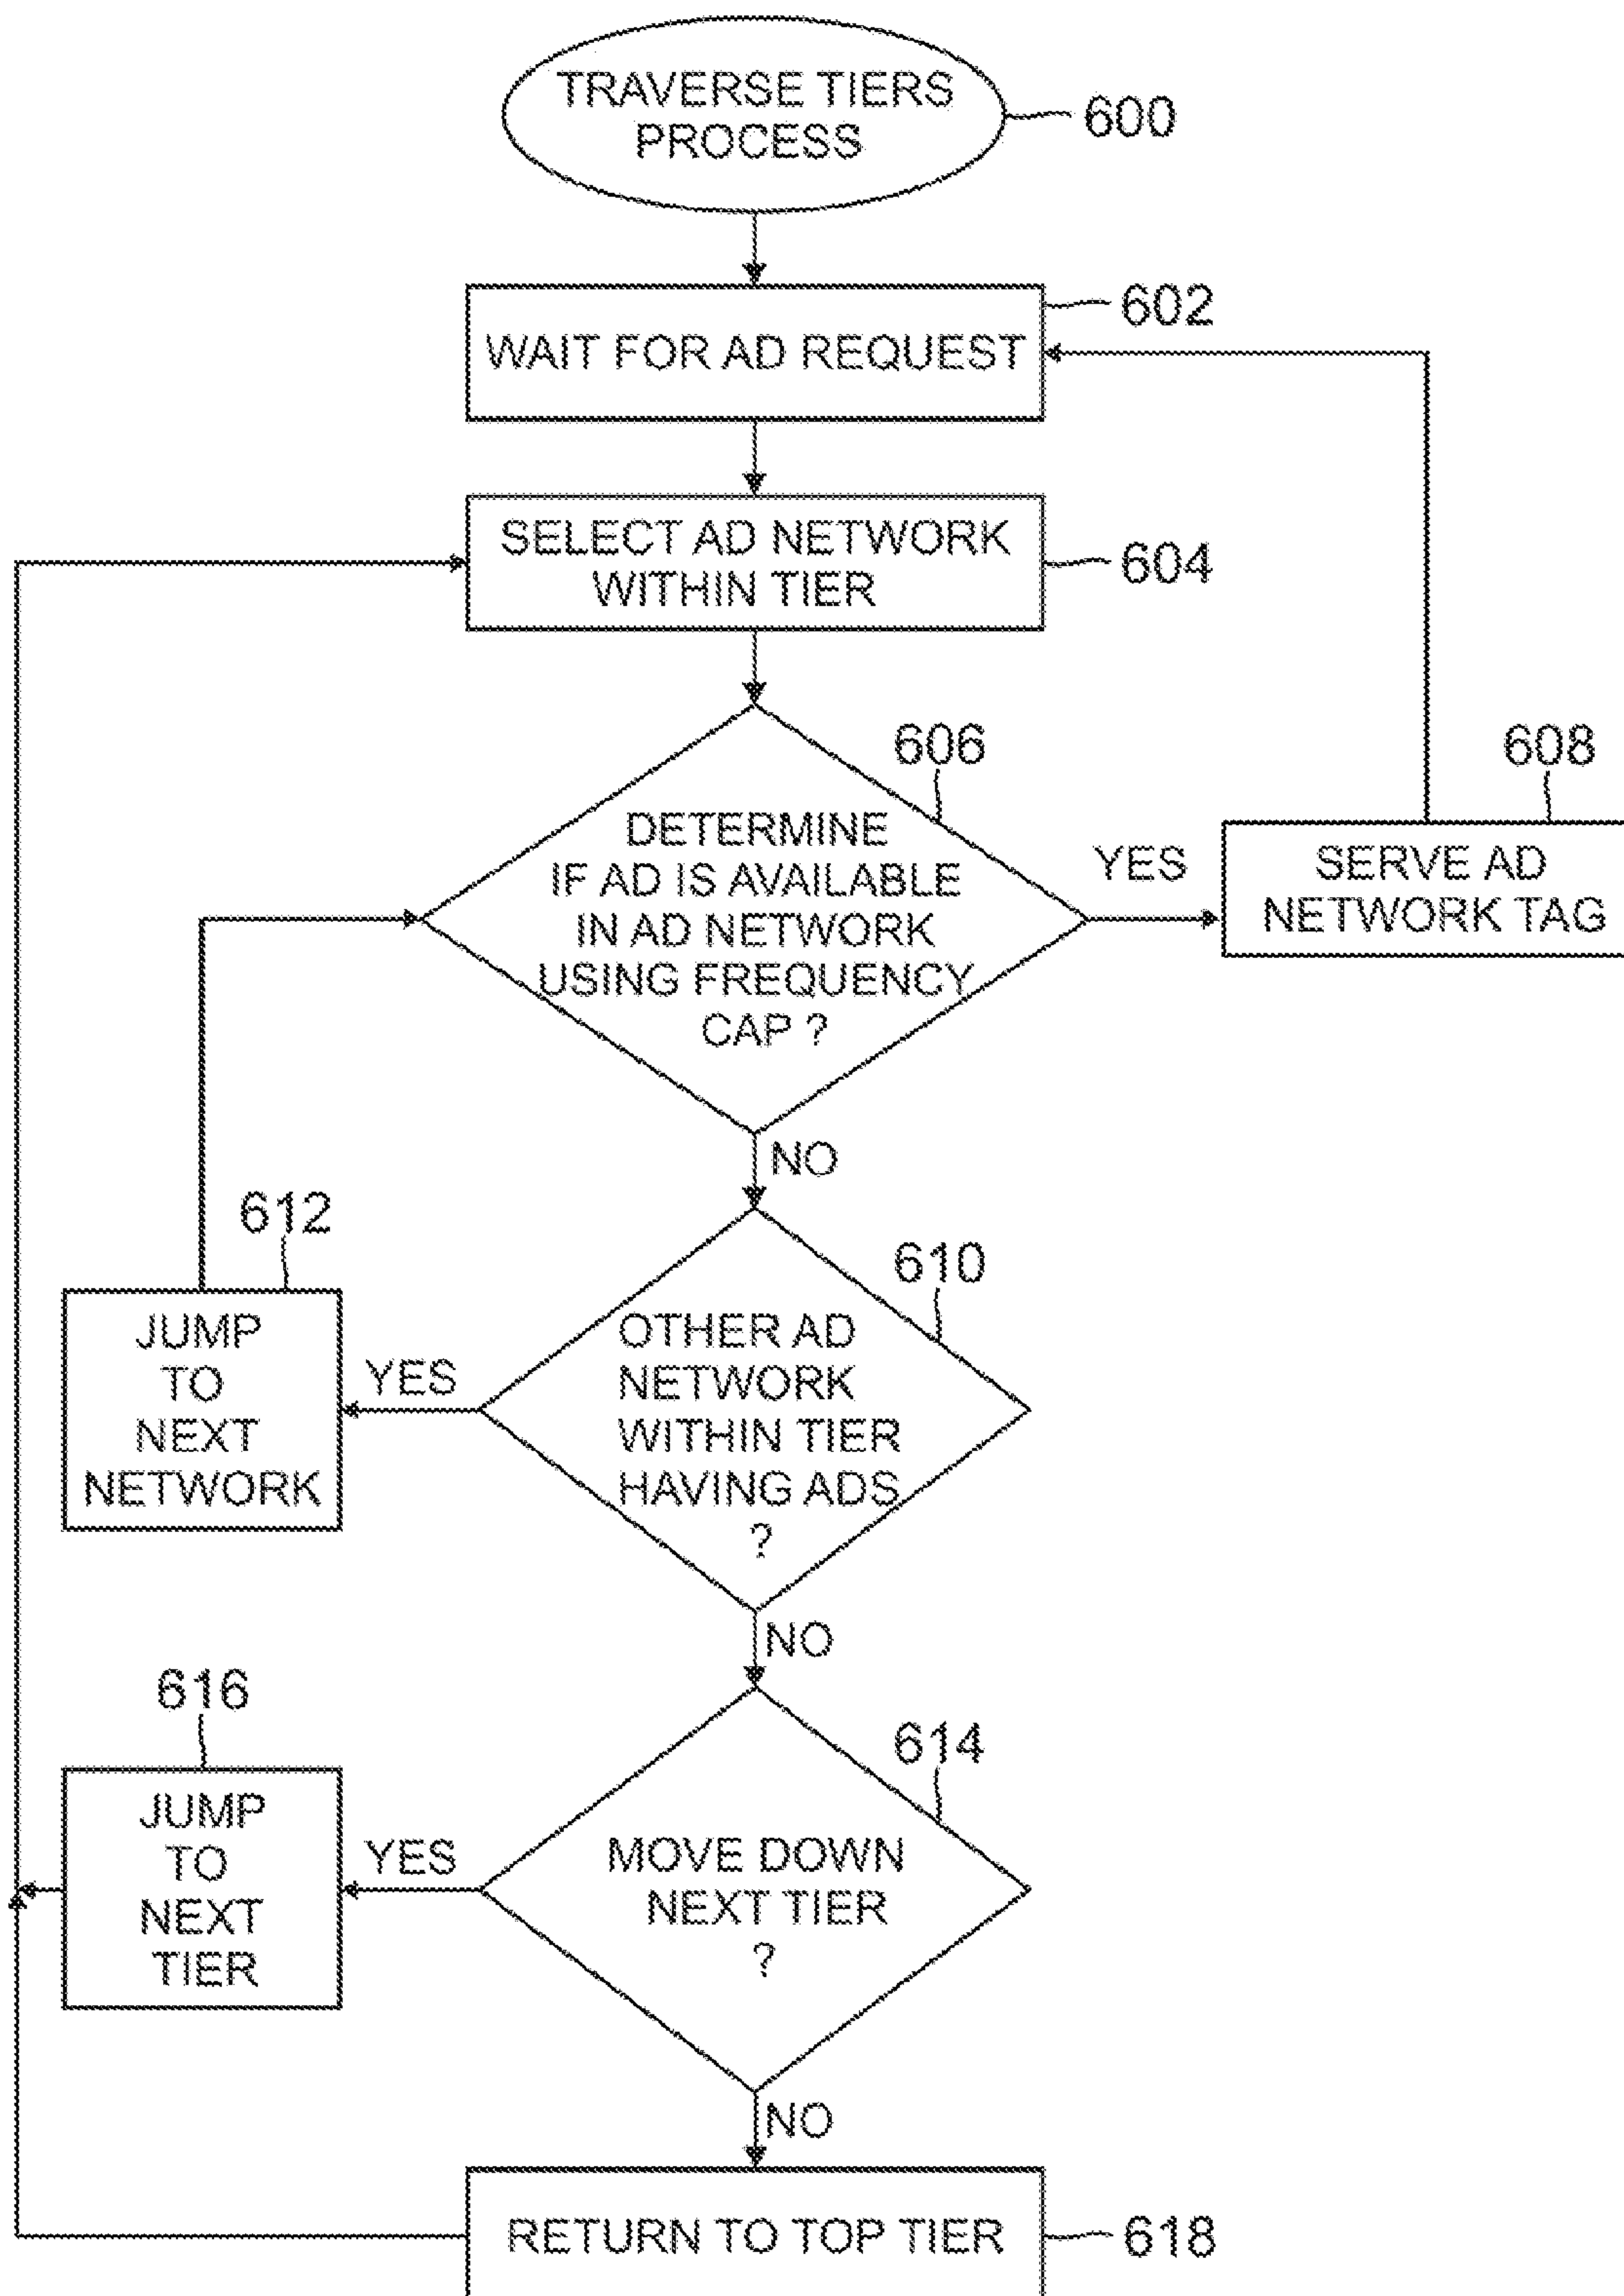 TRAVERSE TIERS
PROCESS
600
602
WAIT FOR AD REQUEST
SELECT AD NETWORK
WITHIN TIER
604
606
608
DETERMINE
IF AD IS AVAILABLE
IN AD NETWORK
USING FREQUENCY
CAP ?
YES
SERVE AD
NETWORK TAG
NO
612
610
JUMP
TO
NEXT
NETWORK
YES
OTHER AD
NETWORK
WITHIN TIER
HAVING ADS
?
NO
616
614
JUMP
TO
NEXT
TIER
YES
MOVE DOWN
NEXT TIER
?
NO
RETURN TO TOP TIER
618